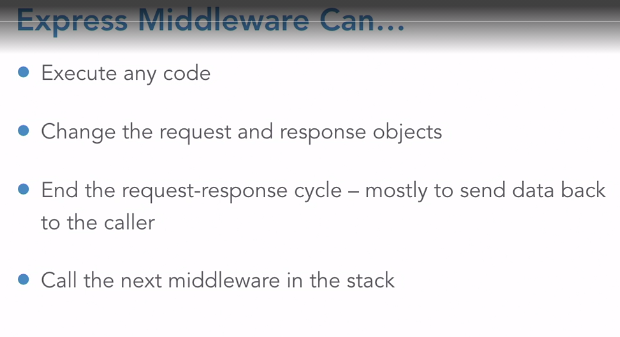 Express Middleware Can...
Execute any code
Change the request and response objects
End the request-response cycle – mostly to send data back
to the caller
Call the next middleware in the stack